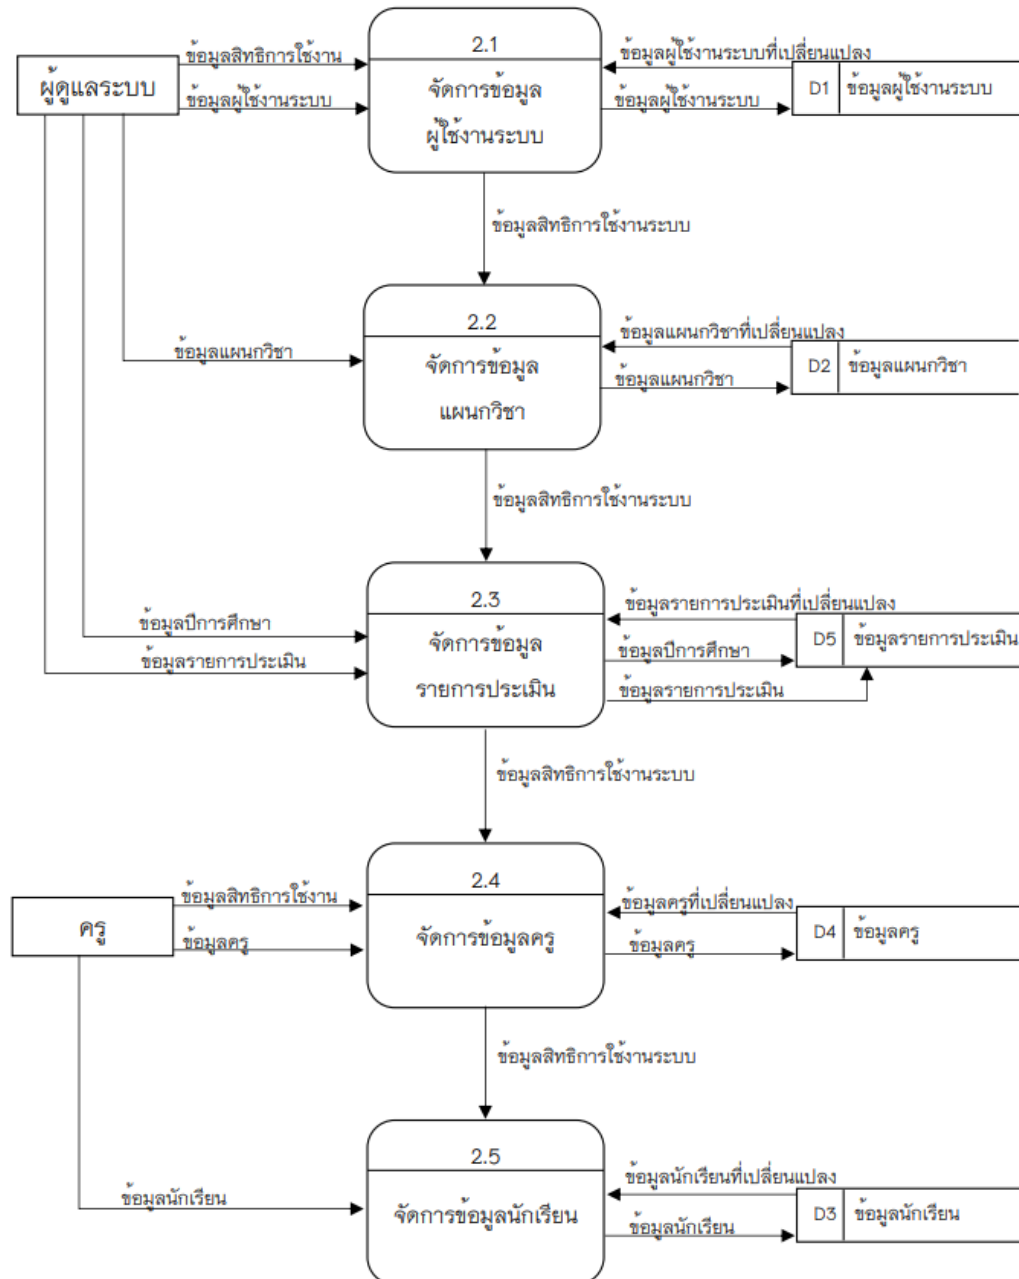 2.1
ข้อมูลสิทธิการใช้งาน
ข้อมูลผู้ใช้งานระบบที่เปลี่ยนแปลง
ผู้ดูแลระบบ
จัดการข้อมูล
ผู้ใช้งานระบบ
D1
ข้อมูลผู้ใช้งานระบบ
ข้อมูลผู้ใช้งานระบบ
ข้อมูลผู้ใช้งานระบบ
ข้อมูลสิทธิการใช้งานระบบ
2.2
ข้อมูลแผนกวิชาที่เปลี่ยนแปลง
ข้อมูลแผนกวิชา
จัดการข้อมูล
แผนกวิชา
ข้อมูลแผนกวิชา
D2
ข้อมูลแผนกวิชา
ข้อมูลสิทธิการใช้งานระบบ
2.3
ข้อมูลรายการประเมินที่เปลี่ยนแปลง
ข้อมูลปีการศึกษา
จัดการข้อมูล
รายการประเมิน
ข้อมูลปีการศึกษา
D5
ข้อมูลรายการประเมิน
ข้อมูลรายการประเมิน
ข้อมูลรายการประเมิน
ข้อมูลสิทธิการใช้งานระบบ
2.4
ข้อมูลสิทธิการใช้งาน
ข้อมูลครูที่เปลี่ยนแปลง
ครู
จัดการข้อมูลครู
D4
ข้อมูลครู
ข้อมูลครู
ข้อมูลครู
ข้อมูลสิทธิการใช้งานระบบ
2.5
ข้อมูลนักเรียนที่เปลี่ยนแปลง
ข้อมูลนักเรียน
จัดการข้อมูลนักเรียน
D3
ข้อมูลนักเรียน
ข้อมูลนักเรียน